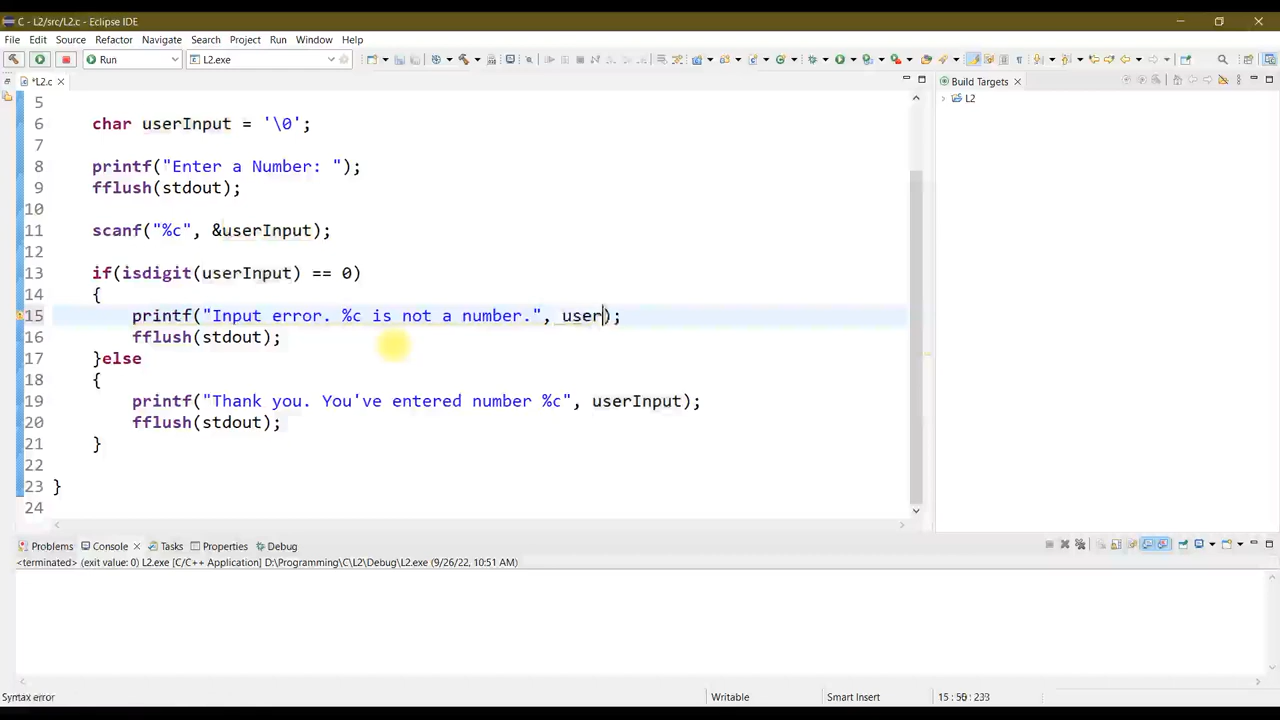 C - L2/src/L2.c - Eclipse IDE
File Edit Source Refactor Navigate Search Project Run Window Help
Run L2.exe
*L2.c Build Targets
L2
5
6 char userInput = '\0';
7
8 printf("Enter a Number: ");
9 fflush(stdout);
10
11 scanf("%c", &userInput);
12
13 if(isdigit(userInput) == 0)
14 {
15 printf("Input error. %c is not a number.", user);
16 fflush(stdout);
17 }else
18 {
19 printf("Thank you. You've entered number %c", userInput);
20 fflush(stdout);
21 }
22
23 }
24
Problems Console Tasks Properties Debug
<terminated> (exit value: 0) L2.exe [C/C++ Application] D:\Programming\C\L2\Debug\L2.exe (9/26/22, 10:51 AM)
Syntax error Writable Smart Insert